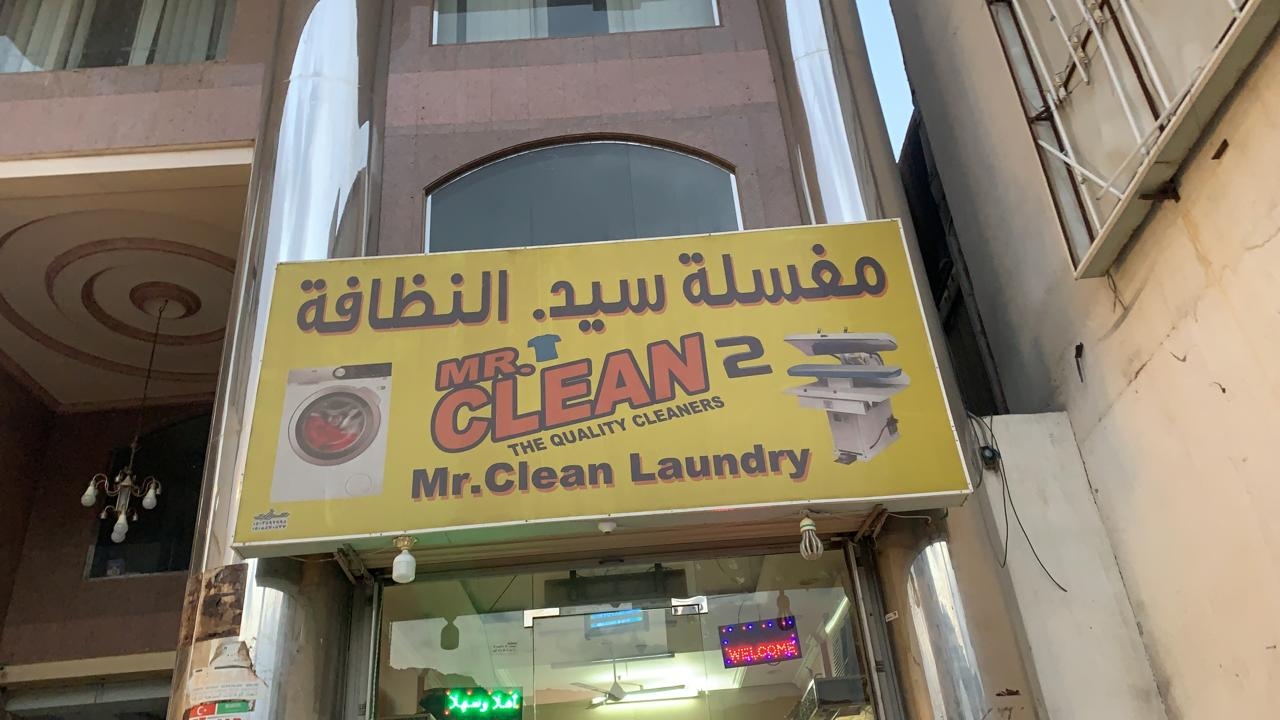 مغسلة سيد. النظافة
MR.
CLEAN 2
THE QUALITY CLEANERS
Mr.Clean Laundry
WELCOME
أهلا وسهلا